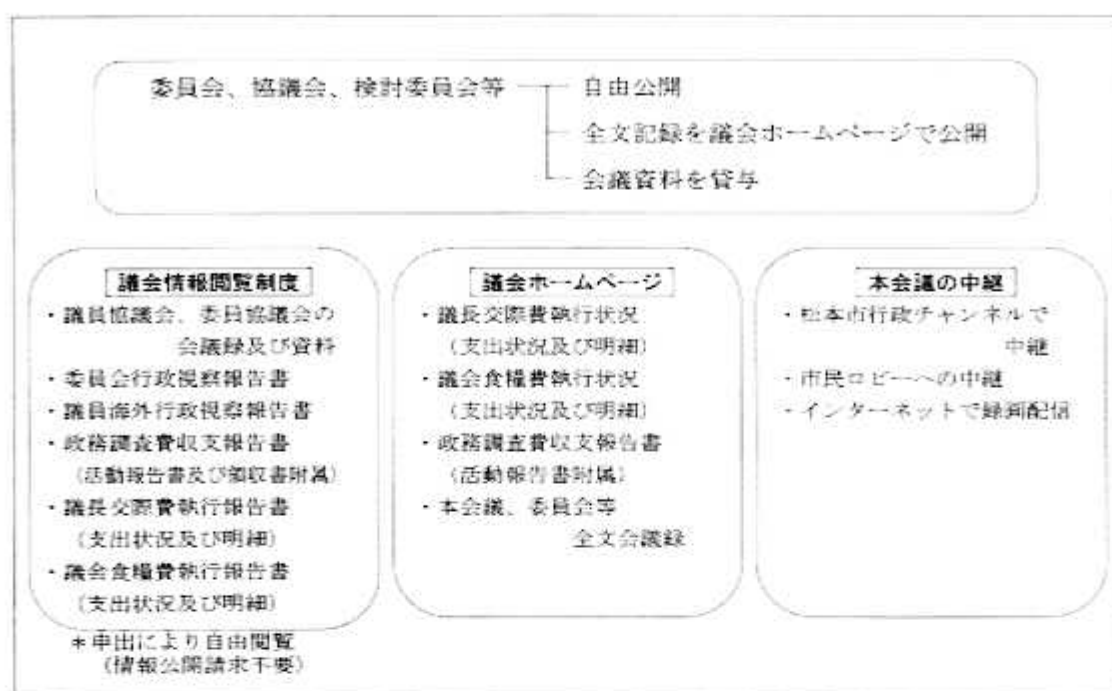 委員会、協議会、検討委員会等
自由公開
全文記録を議会ホームページで公開
会議資料を貸与
議会情報閲覧制度
・議員協議会、委員協議会の
会議録及び資料
・委員会行政視察報告書
・議員海外行政視察報告書
・政務調査費収支報告書
(活動報告書及び領収書附属)
・議長交際費執行報告書
(支出状況及び明細)
・議会食糧費執行報告書
(支出状況及び明細)
＊申出により自由閲覧
(情報公開請求不要)
議会ホームページ
・議長交際費執行状況
(支出状況及び明細)
・議会食糧費執行状況
(支出状況及び明細)
・政務調査費収支報告書
(活動報告書附属)
・本会議、委員会等
全文会議録
本会議の中継
・松本市行政チャンネルで
中継
・市民ロビーへの中継
・インターネットで録画配信